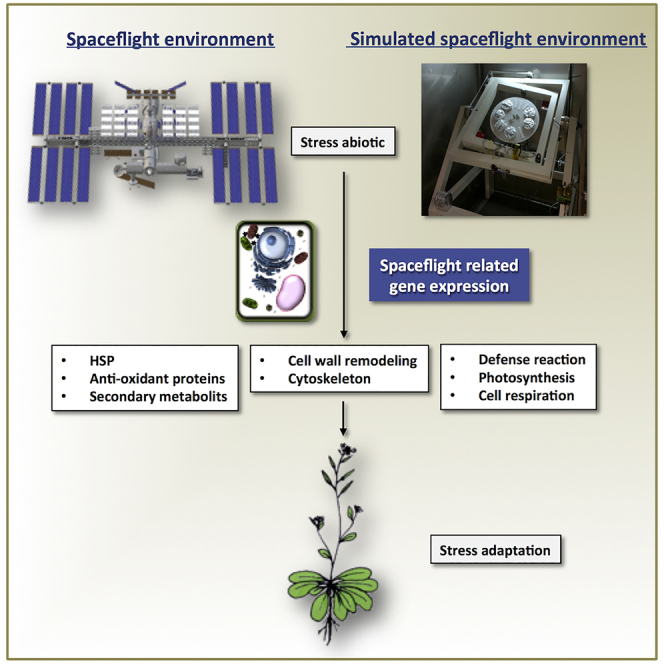 Spaceflight environment
Simulated spaceflight environment
Stress abiotic
Spaceflight related
gene expression
• HSP
• Anti-oxidant proteins
• Secondary metabolits
• Cell wall remodeling
• Cytoskeleton
• Defense reaction
• Photosynthesis
• Cell respiration
Stress adaptation